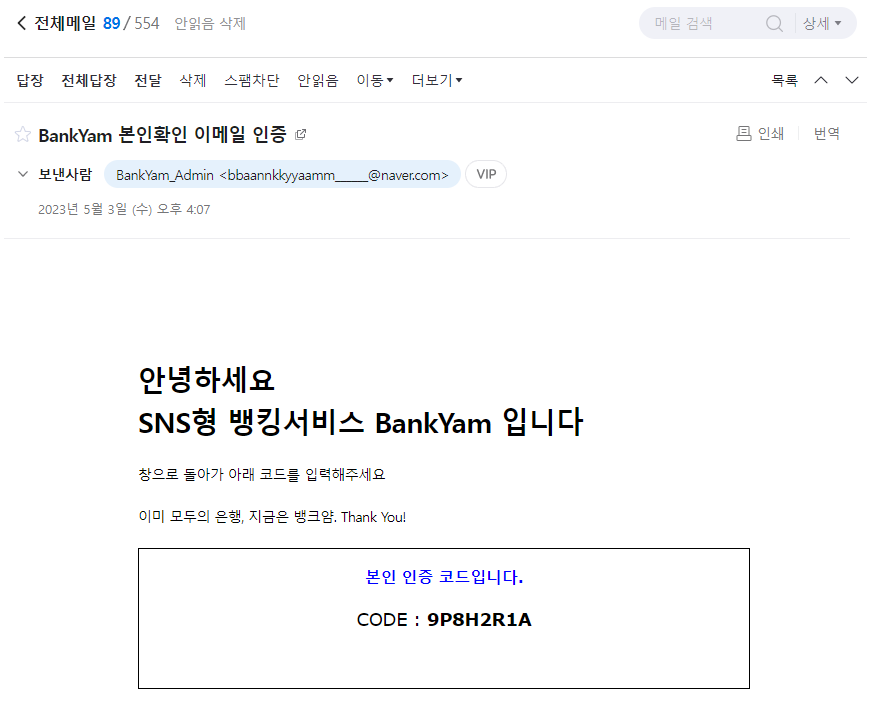 전체메일 89 / 554 안읽음 삭제 메일 검색 상세
답장 전체답장 전달 삭제 스팸차단 안읽음 이동 더보기 목록
BankYam 본인확인 이메일 인증 인쇄 번역
보낸사람 BankYam_Admin <bbaannkkyyaamm_____@naver.com> VIP
2023년 5월 3일 (수) 오후 4:07
안녕하세요
SNS형 뱅킹서비스 BankYam 입니다
창으로 돌아가 아래 코드를 입력해주세요
이미 모두의 은행, 지금은 뱅크얌. Thank You!
본인 인증 코드입니다.
CODE : 9P8H2R1A